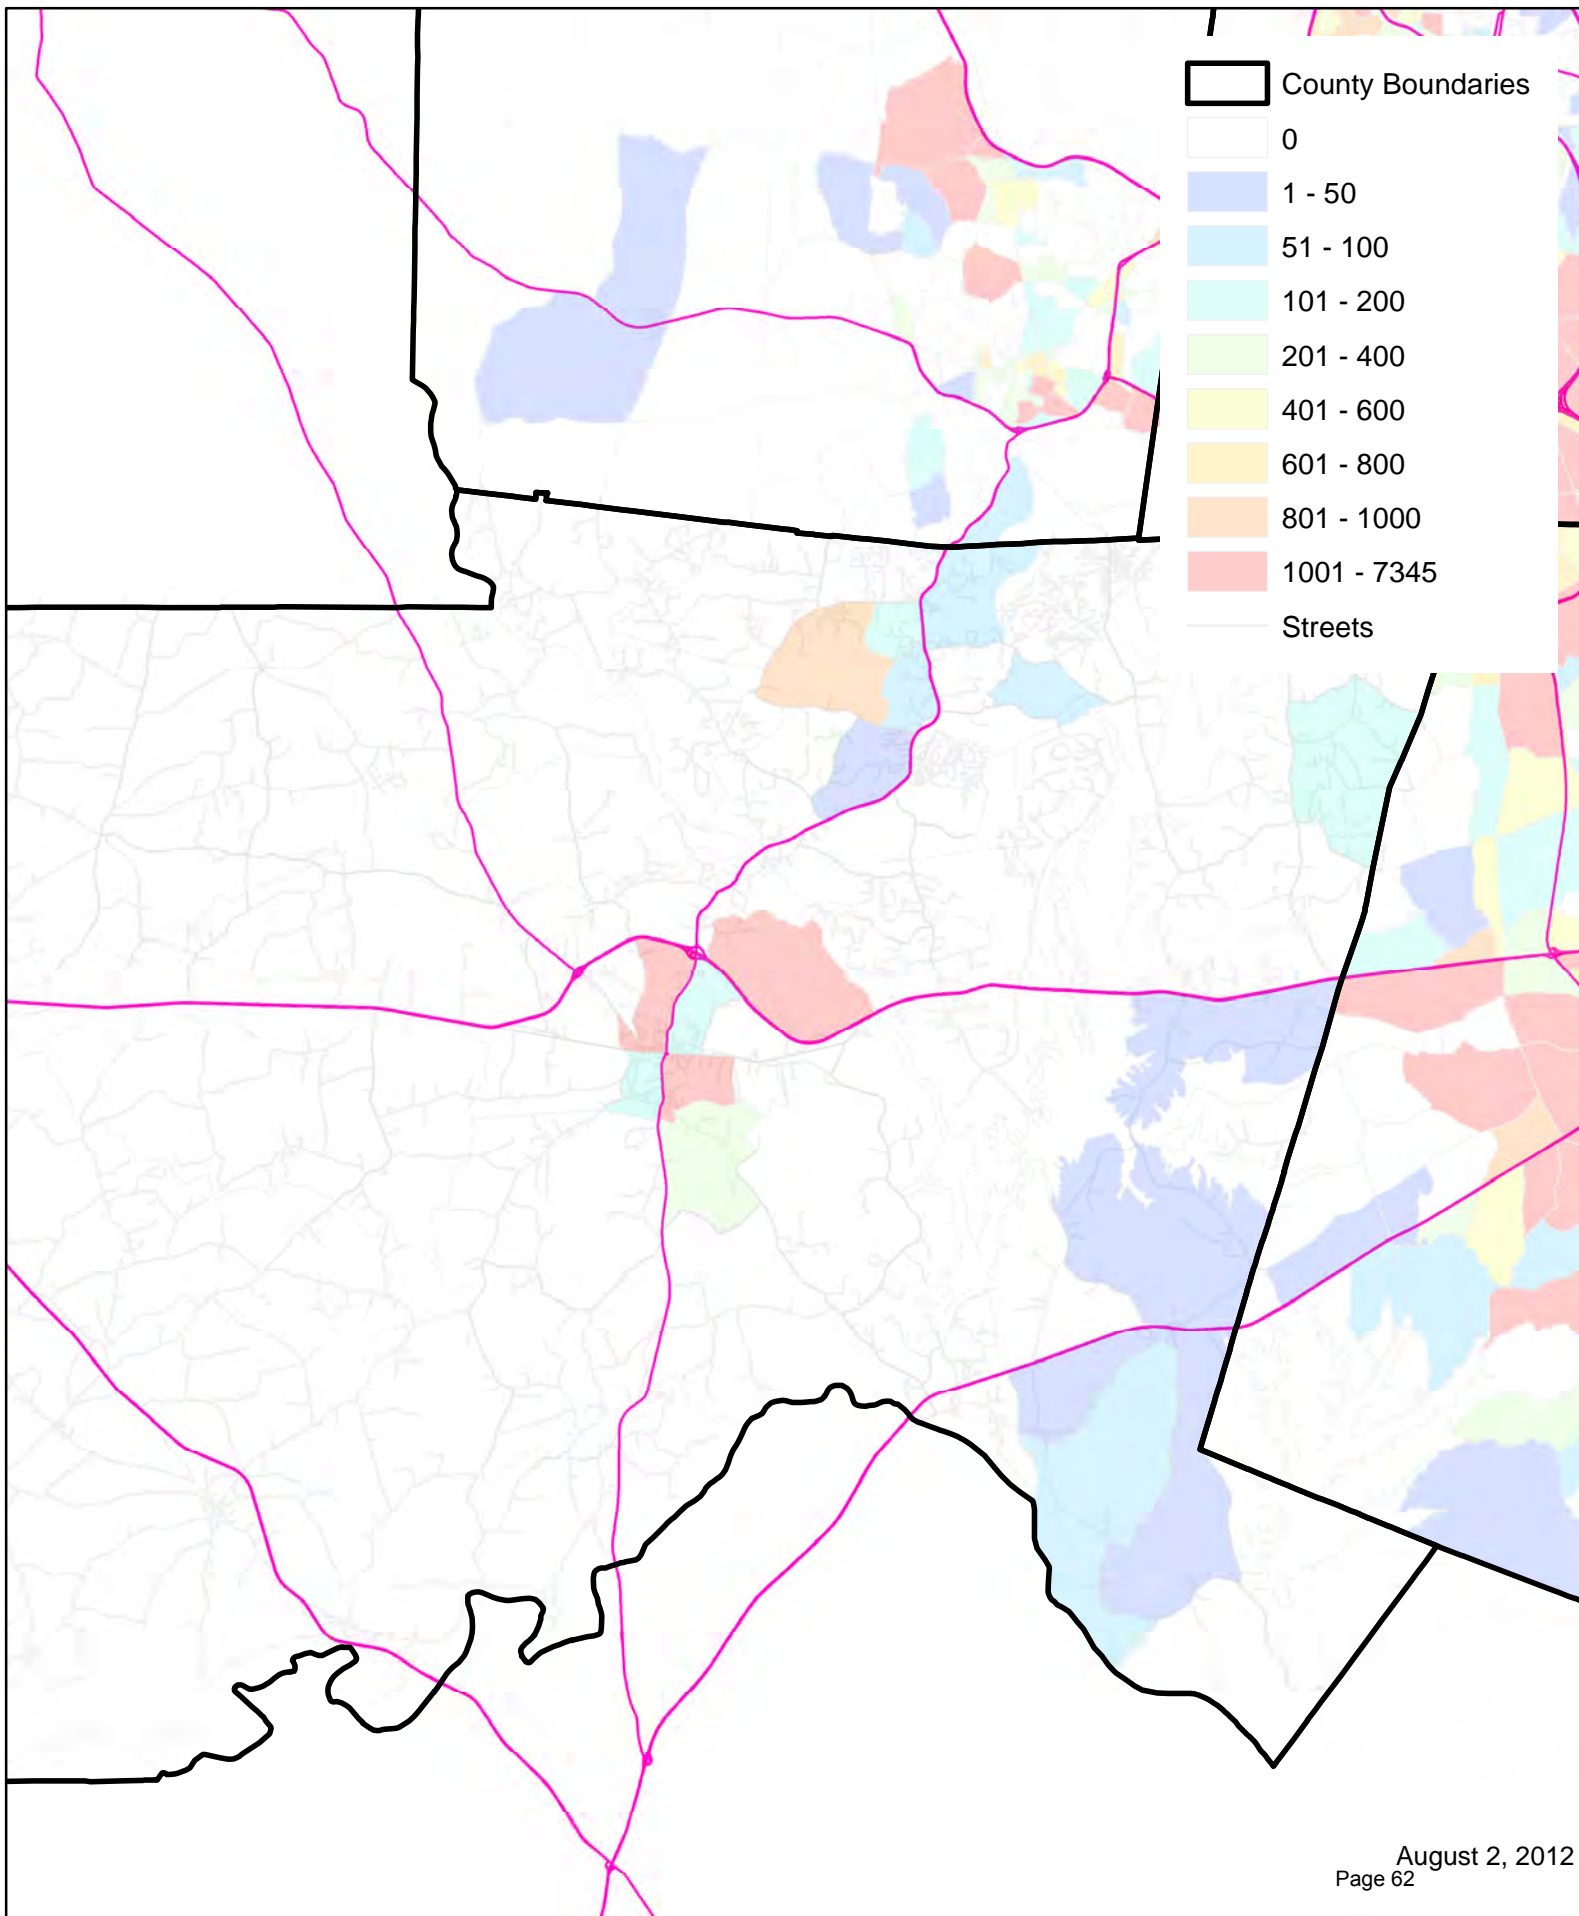 County Boundaries
0
1 - 50
51 - 100
101 - 200
201 - 400
401 - 600
601 - 800
801 - 1000
1001 - 7345
Streets
August 2, 2012
Page 62